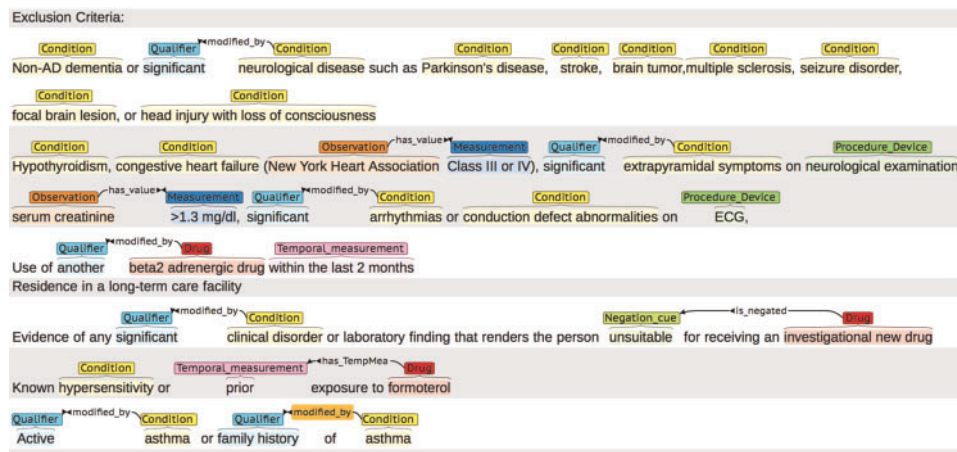 Exclusion Criteria:
Condition Qualifier modified_by Condition Condition Condition Condition Condition Condition
Non-AD dementia or significant neurological disease such as Parkinson's disease, stroke, brain tumor,multiple sclerosis, seizure disorder,
Condition Condition
focal brain lesion, or head injury with loss of consciousness
Condition Condition Observation has_value Measurement Qualifier modified_by Condition Procedure_Device
Hypothyroidism, congestive heart failure (New York Heart Association Class III or IV), significant extrapyramidal symptoms on neurological examination
Observation has_value Measurement Qualifier modified_by Condition Condition Procedure_Device
serum creatinine >1.3 mg/dl, significant arrhythmias or conduction defect abnormalities on ECG,
Qualifier modified_by Drug Temporal_measurement
Use of another beta2 adrenergic drug within the last 2 months
Residence in a long-term care facility
Qualifier modified_by Condition Negation_cue is_negated Drug
Evidence of any significant clinical disorder or laboratory finding that renders the person unsuitable for receiving an investigational new drug
Condition Temporal_measurement has_TempMea Drug
Known hypersensitivity or prior exposure to formoterol
Qualifier modified_by Condition Qualifier modified_by Condition
Active asthma or family history of asthma